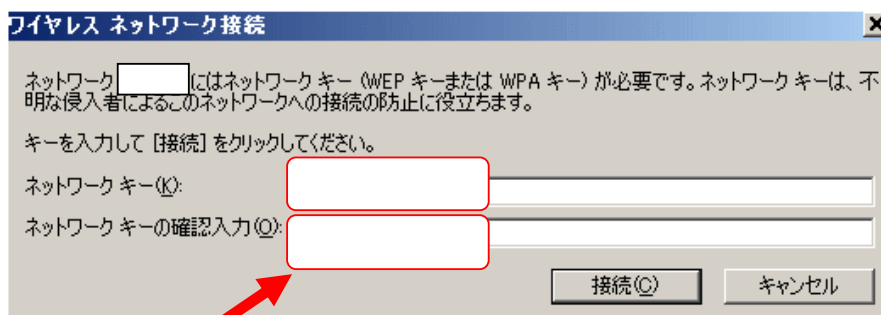 ワイヤレス ネットワーク接続
ネットワーク にはネットワーク キー (WEP キーまたは WPA キー) が必要です。ネットワーク キーは、不
明な侵入者によるこのネットワークへの接続の防止に役立ちます。
キーを入力して [接続] をクリックしてください。
ネットワーク キー(K):
ネットワーク キーの確認入力(O):
接続(C) キャンセル